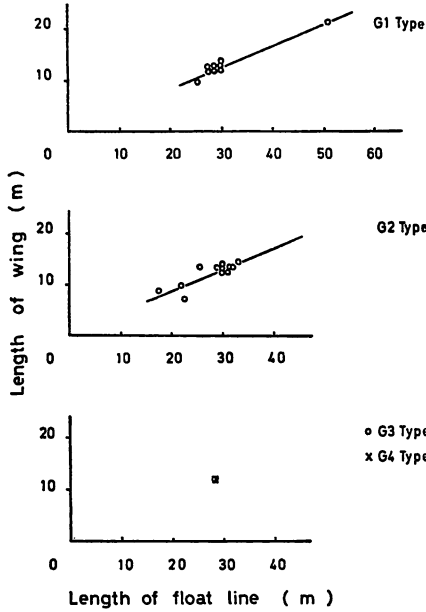 20
G1 Type
10
0 10 20 30 40 50 60
Length of wing (m)
20
G2 Type
10
0 10 20 30 40
20
o G3 Type
x G4 Type
10
0 10 20 30 40
Length of float line ( m )